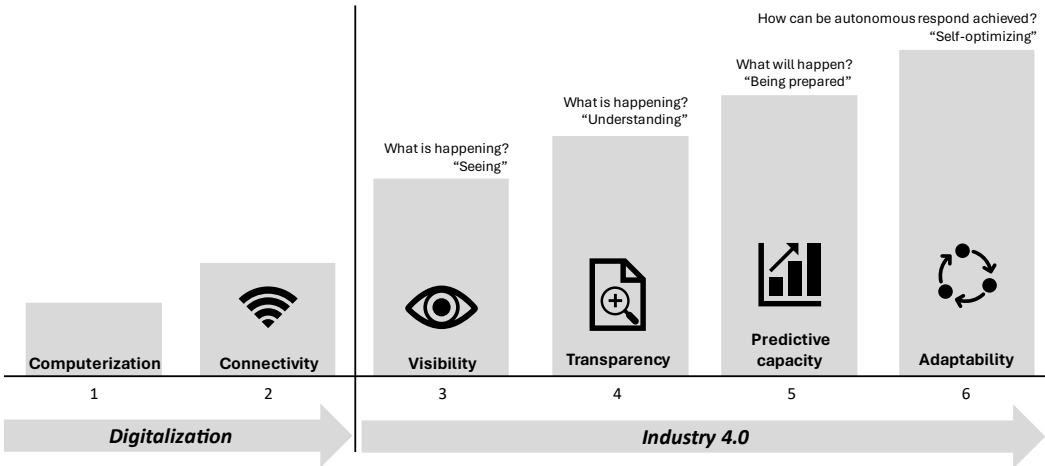 How can be autonomous respond achieved?
“Self-optimizing”
What will happen?
“Being prepared”
What is happening?
“Understanding”
What is happening?
“Seeing”
Computerization
Connectivity
Visibility
Transparency
Predictive
capacity
Adaptability
1
2
3
4
5
6
Digitalization
Industry 4.0